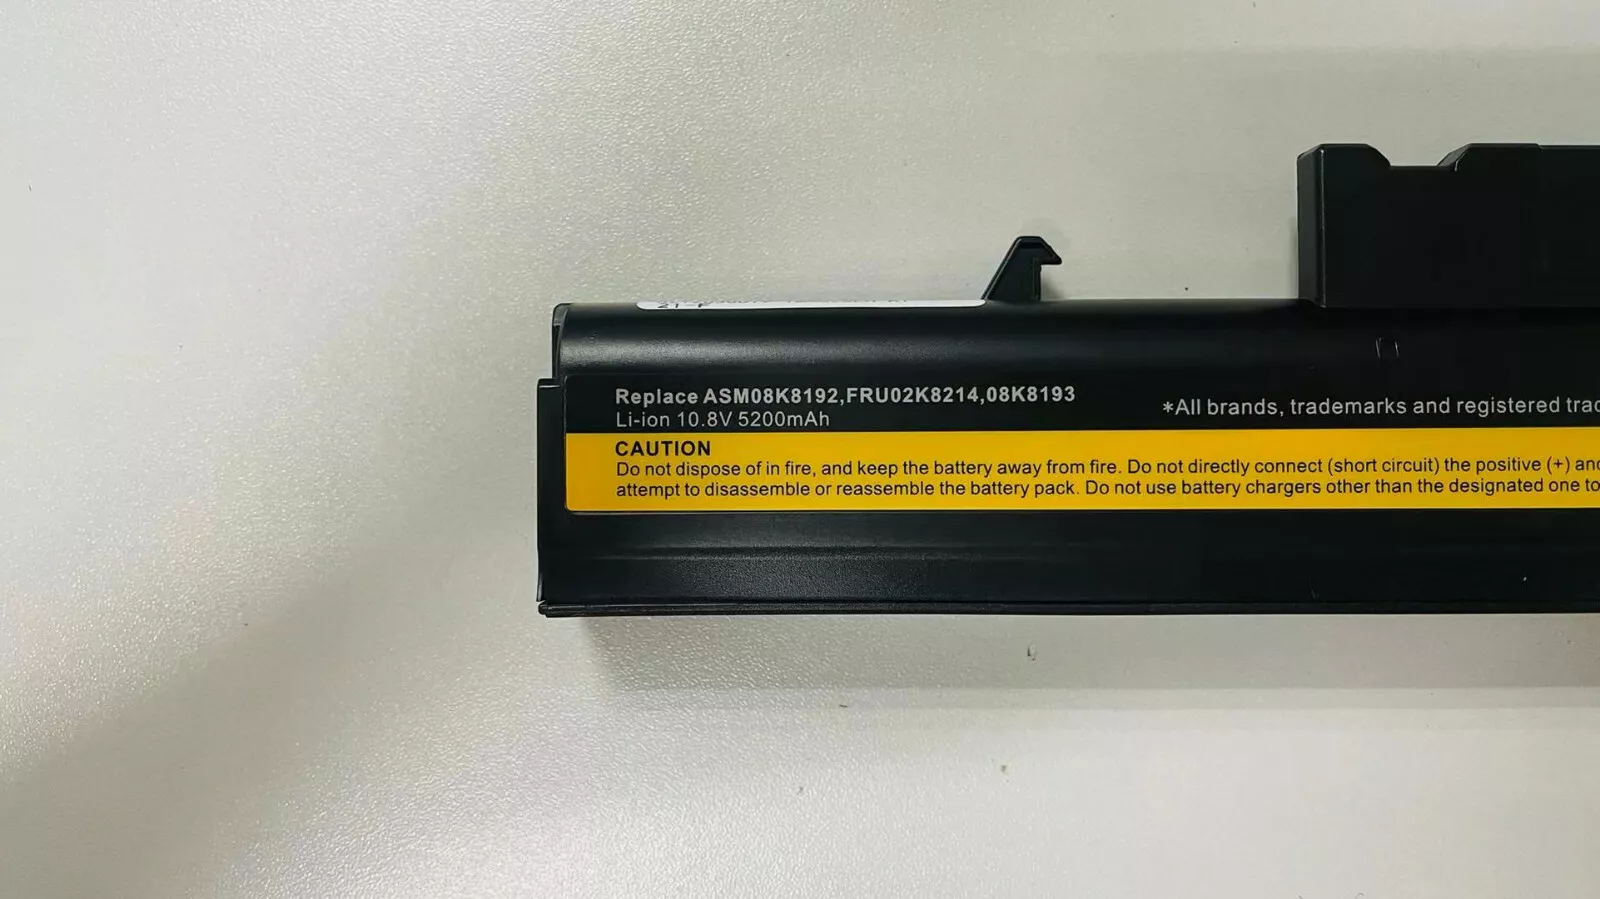 Replace ASM08K8192,FRU02K8214,08K8193
Li-ion 10.8V 5200mAh
*All brands, trademarks and registered
CAUTION
Do not dispose of in fire, and keep the battery away from fire. Do not directly connect (short circuit) the positive (+)
attempt to disassemble or reassemble the battery pack. Do not use battery chargers other than the designated one to